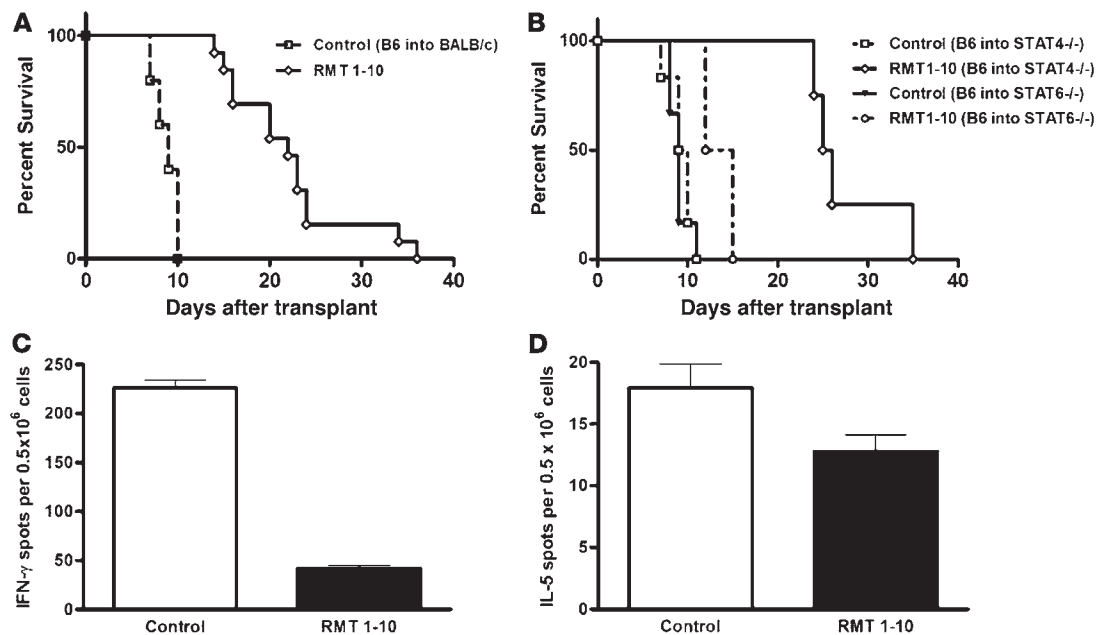 A
Percent Survival
100
50
0
0 10 20 30 40
Days after transplant
Control (B6 into BALB/c)
RMT 1-10
B
Percent Survival
100
50
0
0 10 20 30 40
Days after transplant
Control (B6 into STAT4-/-)
RMT1-10 (B6 into STAT4-/-)
Control (B6 into STAT6-/-)
RMT1-10 (B6 into STAT6-/-)
C
IFN-γ spots per 0.5x10⁶ cells
250
200
150
100
50
0
Control RMT 1-10
D
IL-5 spots per 0.5 x 10⁶ cells
20
15
10
5
0
Control RMT 1-10